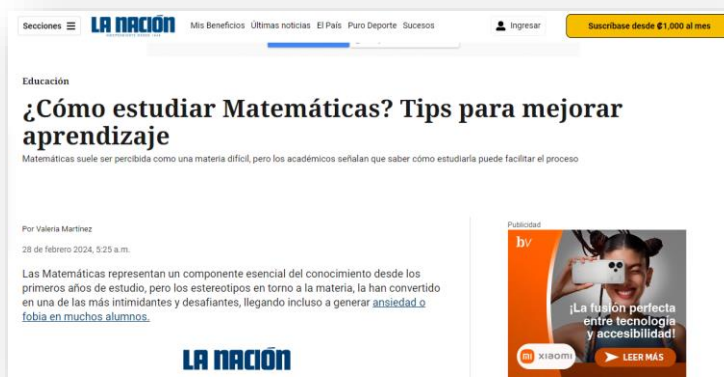 Secciones
LA NACIÓN
INDEPENDIENTE DESDE 1946
Mis Beneficios Últimas noticias El País Puro Deporte Sucesos
Ingresar
Suscríbase desde ₡1,000 al mes
Educación
¿Cómo estudiar Matemáticas? Tips para mejorar
aprendizaje
Matemáticas suele ser percibida como una materia difícil, pero los académicos señalan que saber cómo estudiarla puede facilitar el proceso
Por Valeria Martínez
28 de febrero 2024, 5:25 a.m.
Las Matemáticas representan un componente esencial del conocimiento desde los
primeros años de estudio, pero los estereotipos en torno a la materia, la han convertido
en una de las más intimidantes y desafiantes, llegando incluso a generar ansiedad o
fobia en muchos alumnos.
LA NACIÓN
Publicidad
bv
¡La fusión perfecta
entre tecnología
y accesibilidad!
mi xiaomi
LEER MÁS